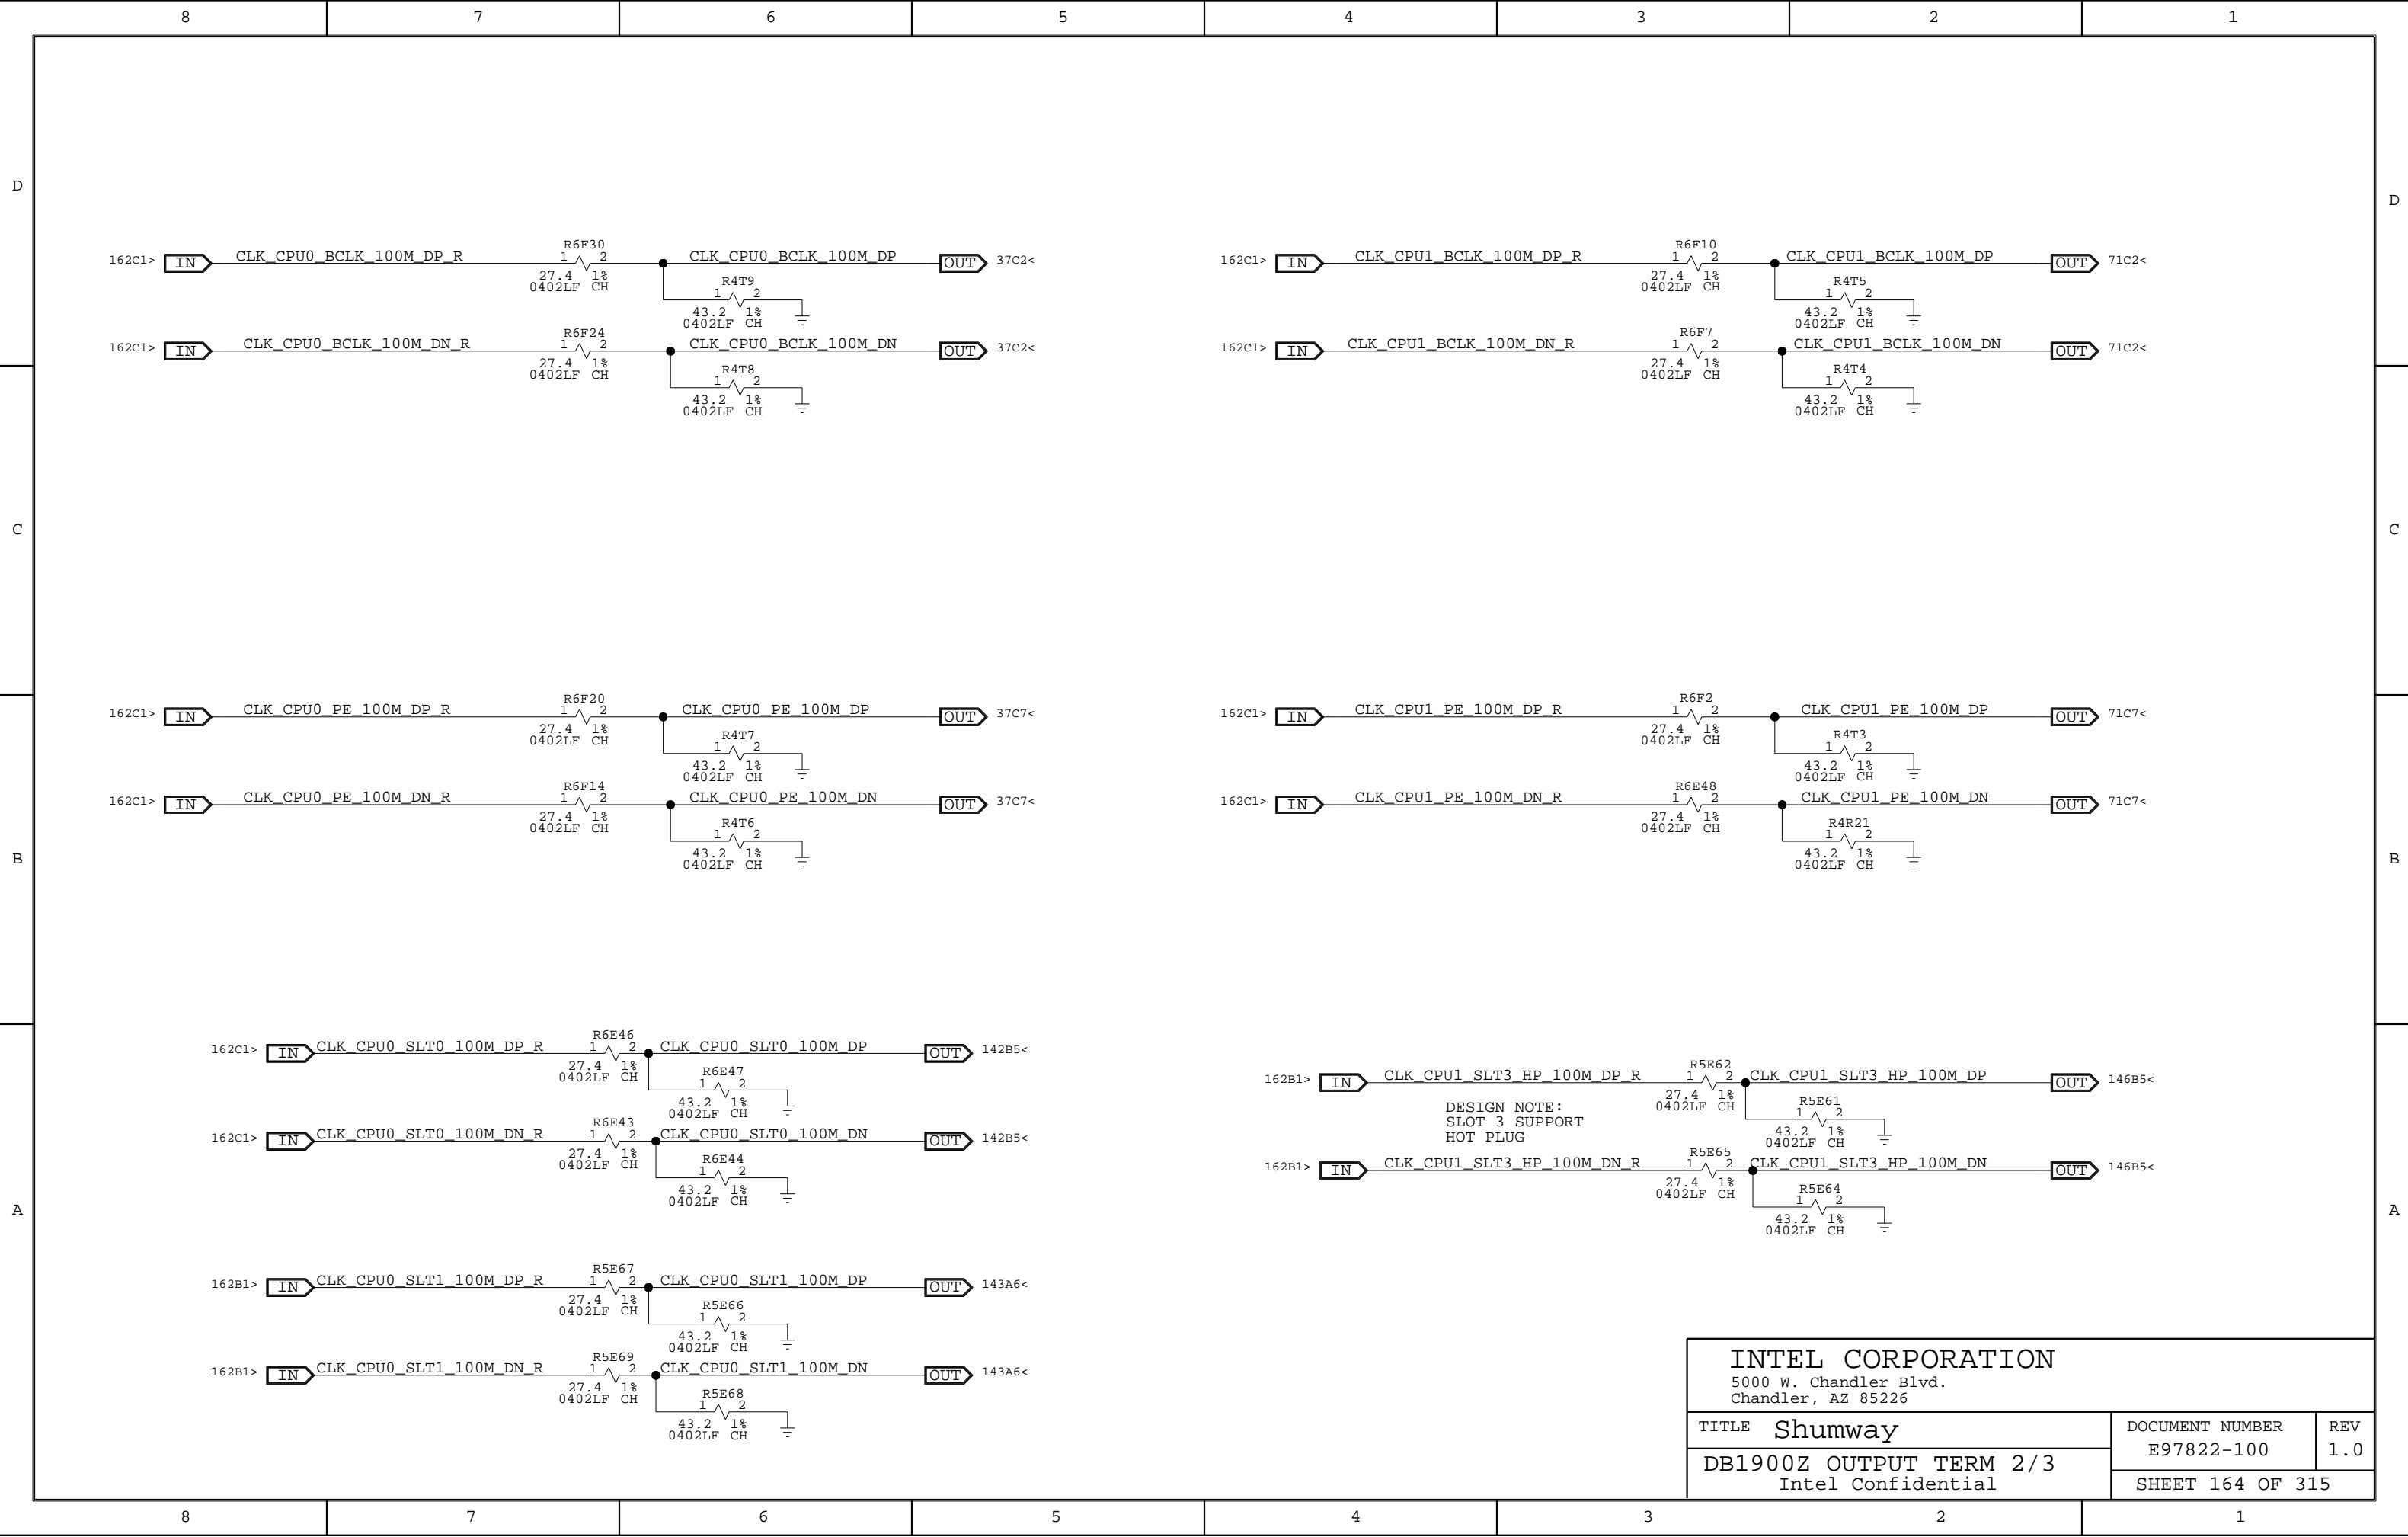 8 7 6 5 4 3 2 1
D D
162C1> IN CLK_CPU0_BCLK_100M_DP_R R6F30 1 2 27.4 1% 0402LF CH CLK_CPU0_BCLK_100M_DP OUT 37C2<
R4T9 1 2 43.2 1% 0402LF CH
162C1> IN CLK_CPU0_BCLK_100M_DN_R R6F24 1 2 27.4 1% 0402LF CH CLK_CPU0_BCLK_100M_DN OUT 37C2<
R4T8 1 2 43.2 1% 0402LF CH
162C1> IN CLK_CPU1_BCLK_100M_DP_R R6F10 1 2 27.4 1% 0402LF CH CLK_CPU1_BCLK_100M_DP OUT 71C2<
R4T5 1 2 43.2 1% 0402LF CH
162C1> IN CLK_CPU1_BCLK_100M_DN_R R6F7 1 2 27.4 1% 0402LF CH CLK_CPU1_BCLK_100M_DN OUT 71C2<
R4T4 1 2 43.2 1% 0402LF CH
C C
162C1> IN CLK_CPU0_PE_100M_DP_R R6F20 1 2 27.4 1% 0402LF CH CLK_CPU0_PE_100M_DP OUT 37C7<
R4T7 1 2 43.2 1% 0402LF CH
162C1> IN CLK_CPU0_PE_100M_DN_R R6F14 1 2 27.4 1% 0402LF CH CLK_CPU0_PE_100M_DN OUT 37C7<
R4T6 1 2 43.2 1% 0402LF CH
162C1> IN CLK_CPU1_PE_100M_DP_R R6F2 1 2 27.4 1% 0402LF CH CLK_CPU1_PE_100M_DP OUT 71C7<
R4T3 1 2 43.2 1% 0402LF CH
162C1> IN CLK_CPU1_PE_100M_DN_R R6E48 1 2 27.4 1% 0402LF CH CLK_CPU1_PE_100M_DN OUT 71C7<
R4R21 1 2 43.2 1% 0402LF CH
B B
162C1> IN CLK_CPU0_SLT0_100M_DP_R R6E46 1 2 27.4 1% 0402LF CH CLK_CPU0_SLT0_100M_DP OUT 142B5<
R6E47 1 2 43.2 1% 0402LF CH
162C1> IN CLK_CPU0_SLT0_100M_DN_R R6E43 1 2 27.4 1% 0402LF CH CLK_CPU0_SLT0_100M_DN OUT 142B5<
R6E44 1 2 43.2 1% 0402LF CH
162B1> IN CLK_CPU1_SLT3_HP_100M_DP_R R5E62 1 2 27.4 1% 0402LF CH CLK_CPU1_SLT3_HP_100M_DP OUT 146B5<
R5E61 1 2 43.2 1% 0402LF CH
DESIGN NOTE:
SLOT 3 SUPPORT
HOT PLUG
162B1> IN CLK_CPU1_SLT3_HP_100M_DN_R R5E65 1 2 27.4 1% 0402LF CH CLK_CPU1_SLT3_HP_100M_DN OUT 146B5<
R5E64 1 2 43.2 1% 0402LF CH
A A
162B1> IN CLK_CPU0_SLT1_100M_DP_R R5E67 1 2 27.4 1% 0402LF CH CLK_CPU0_SLT1_100M_DP OUT 143A6<
R5E66 1 2 43.2 1% 0402LF CH
162B1> IN CLK_CPU0_SLT1_100M_DN_R R5E69 1 2 27.4 1% 0402LF CH CLK_CPU0_SLT1_100M_DN OUT 143A6<
R5E68 1 2 43.2 1% 0402LF CH
INTEL CORPORATION
5000 W. Chandler Blvd.
Chandler, AZ 85226
TITLE Shumway
DOCUMENT NUMBER REV
E97822-100 1.0
DB1900Z OUTPUT TERM 2/3
Intel Confidential
SHEET 164 OF 315
8 7 6 5 4 3 2 1